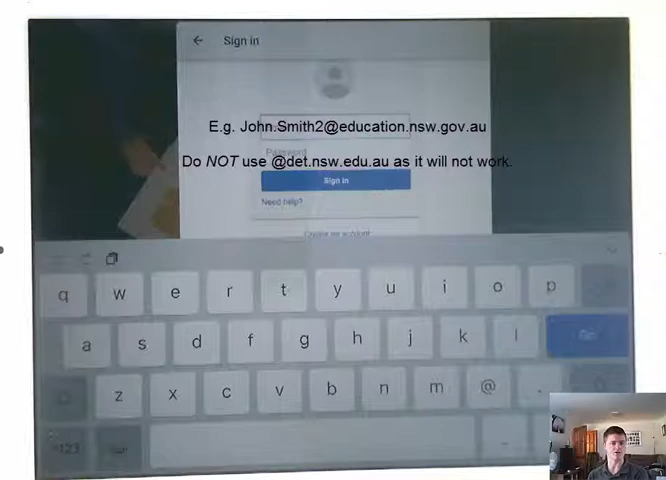 Sign in
E.g. John.Smith2@education.nsw.gov.au
Password
Do NOT use @det.nsw.edu.au as it will not work.
Sign in
Need help?
Create an account
q w e r t y u i o p
a s d f g h j k l Go
z x c v b n m @ .